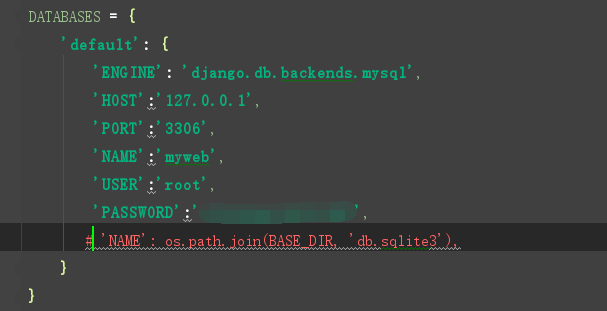 DATABASES = {
'default': {
'ENGINE': 'django.db.backends.mysql',
'HOST':'127.0.0.1',
'PORT':'3306',
'NAME':'myweb',
'USER':'root',
'PASSWORD':' ',
# 'NAME': os.path.join(BASE_DIR, 'db.sqlite3'),
}
}